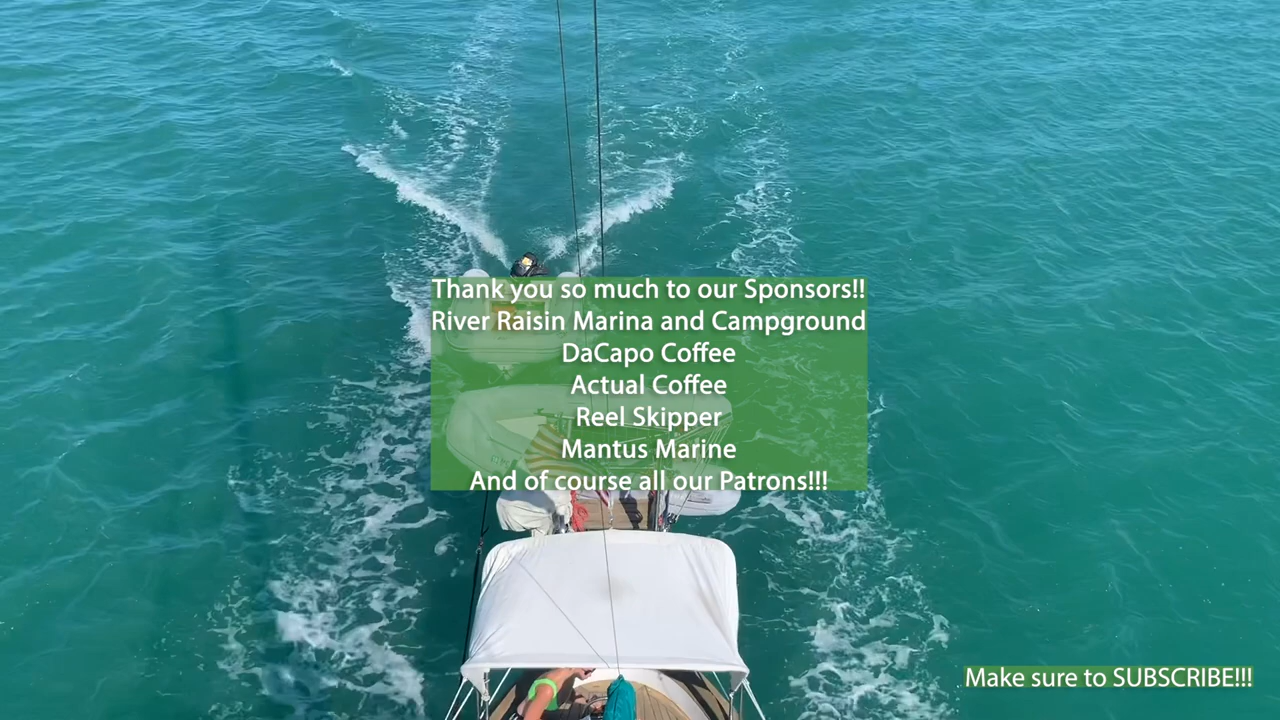 Thank you so much to our Sponsors!!
River Raisin Marina and Campground
DaCapo Coffee
Actual Coffee
Reel Skipper
Mantus Marine
And of course all our Patrons!!!
Make sure to SUBSCRIBE!!!